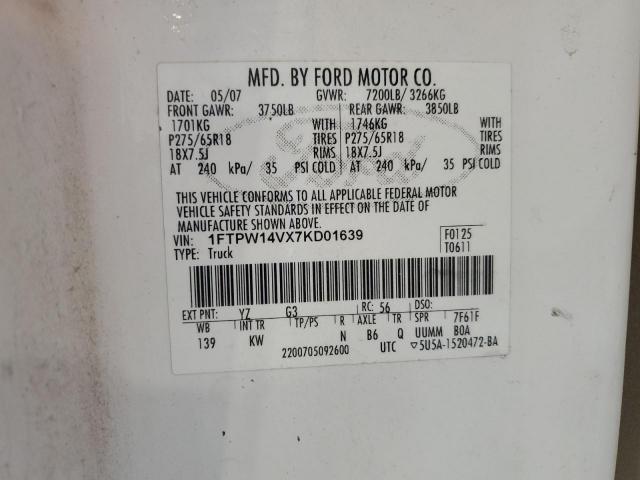 MFD. BY FORD MOTOR CO.
DATE: 05/07 GVWR: 7200LB/ 3266KG
FRONT GAWR: 3750LB REAR GAWR: 3850LB
1701KG WITH 1746KG WITH
P275/65R18 TIRES P275/65R18 TIRES
18X7.5J RIMS 18X7.5J RIMS
AT 240 kPa/ 35 PSI COLD AT 240 kPa/ 35 PSI COLD
THIS VEHICLE CONFORMS TO ALL APPLICABLE FEDERAL MOTOR
VEHICLE SAFETY STANDARDS IN EFFECT ON THE DATE OF
MANUFACTURE SHOWN ABOVE.
VIN: 1FTPW14VX7KD01639 F0125
TYPE: Truck T0611
EXT PNT: YZ G3 RC: 56 DSO:
WB INT TR TP/PS R AXLE TR SPR 7F61F
139 KW N B6 Q UUMM B0A
2200705092600 UTC ▽5U5A-1520472-BA